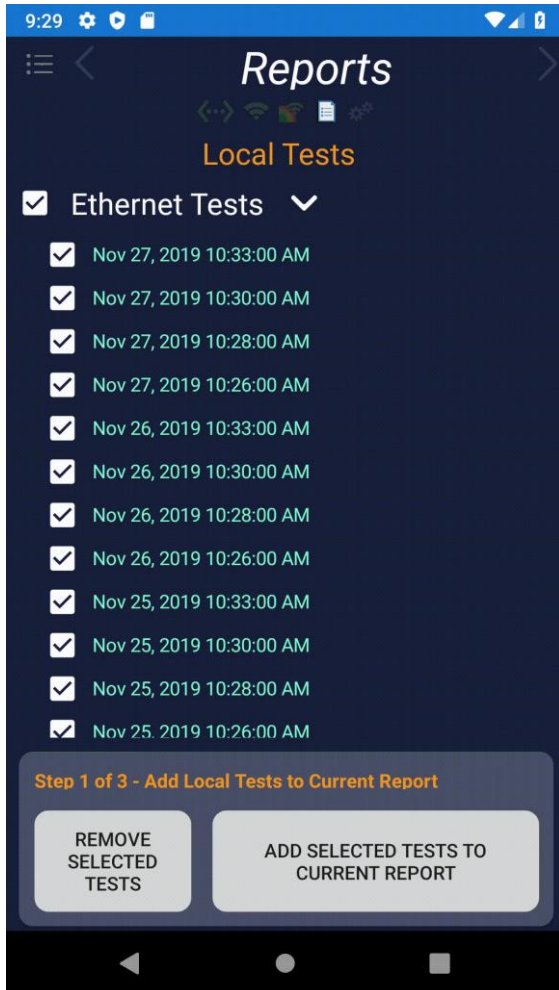 9:29
Reports
Local Tests
Ethernet Tests
Nov 27, 2019 10:33:00 AM
Nov 27, 2019 10:30:00 AM
Nov 27, 2019 10:28:00 AM
Nov 27, 2019 10:26:00 AM
Nov 26, 2019 10:33:00 AM
Nov 26, 2019 10:30:00 AM
Nov 26, 2019 10:28:00 AM
Nov 26, 2019 10:26:00 AM
Nov 25, 2019 10:33:00 AM
Nov 25, 2019 10:30:00 AM
Nov 25, 2019 10:28:00 AM
Nov 25, 2019 10:26:00 AM
Step 1 of 3 - Add Local Tests to Current Report
REMOVE
SELECTED
TESTS
ADD SELECTED TESTS TO
CURRENT REPORT